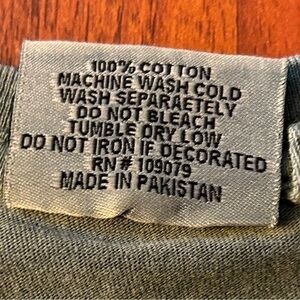 100% COTTON
MACHINE WASH COLD
WASH SEPARAETELY
DO NOT BLEACH
TUMBLE DRY LOW
DO NOT IRON IF DECORATED
RN # 109079
MADE IN PAKISTAN